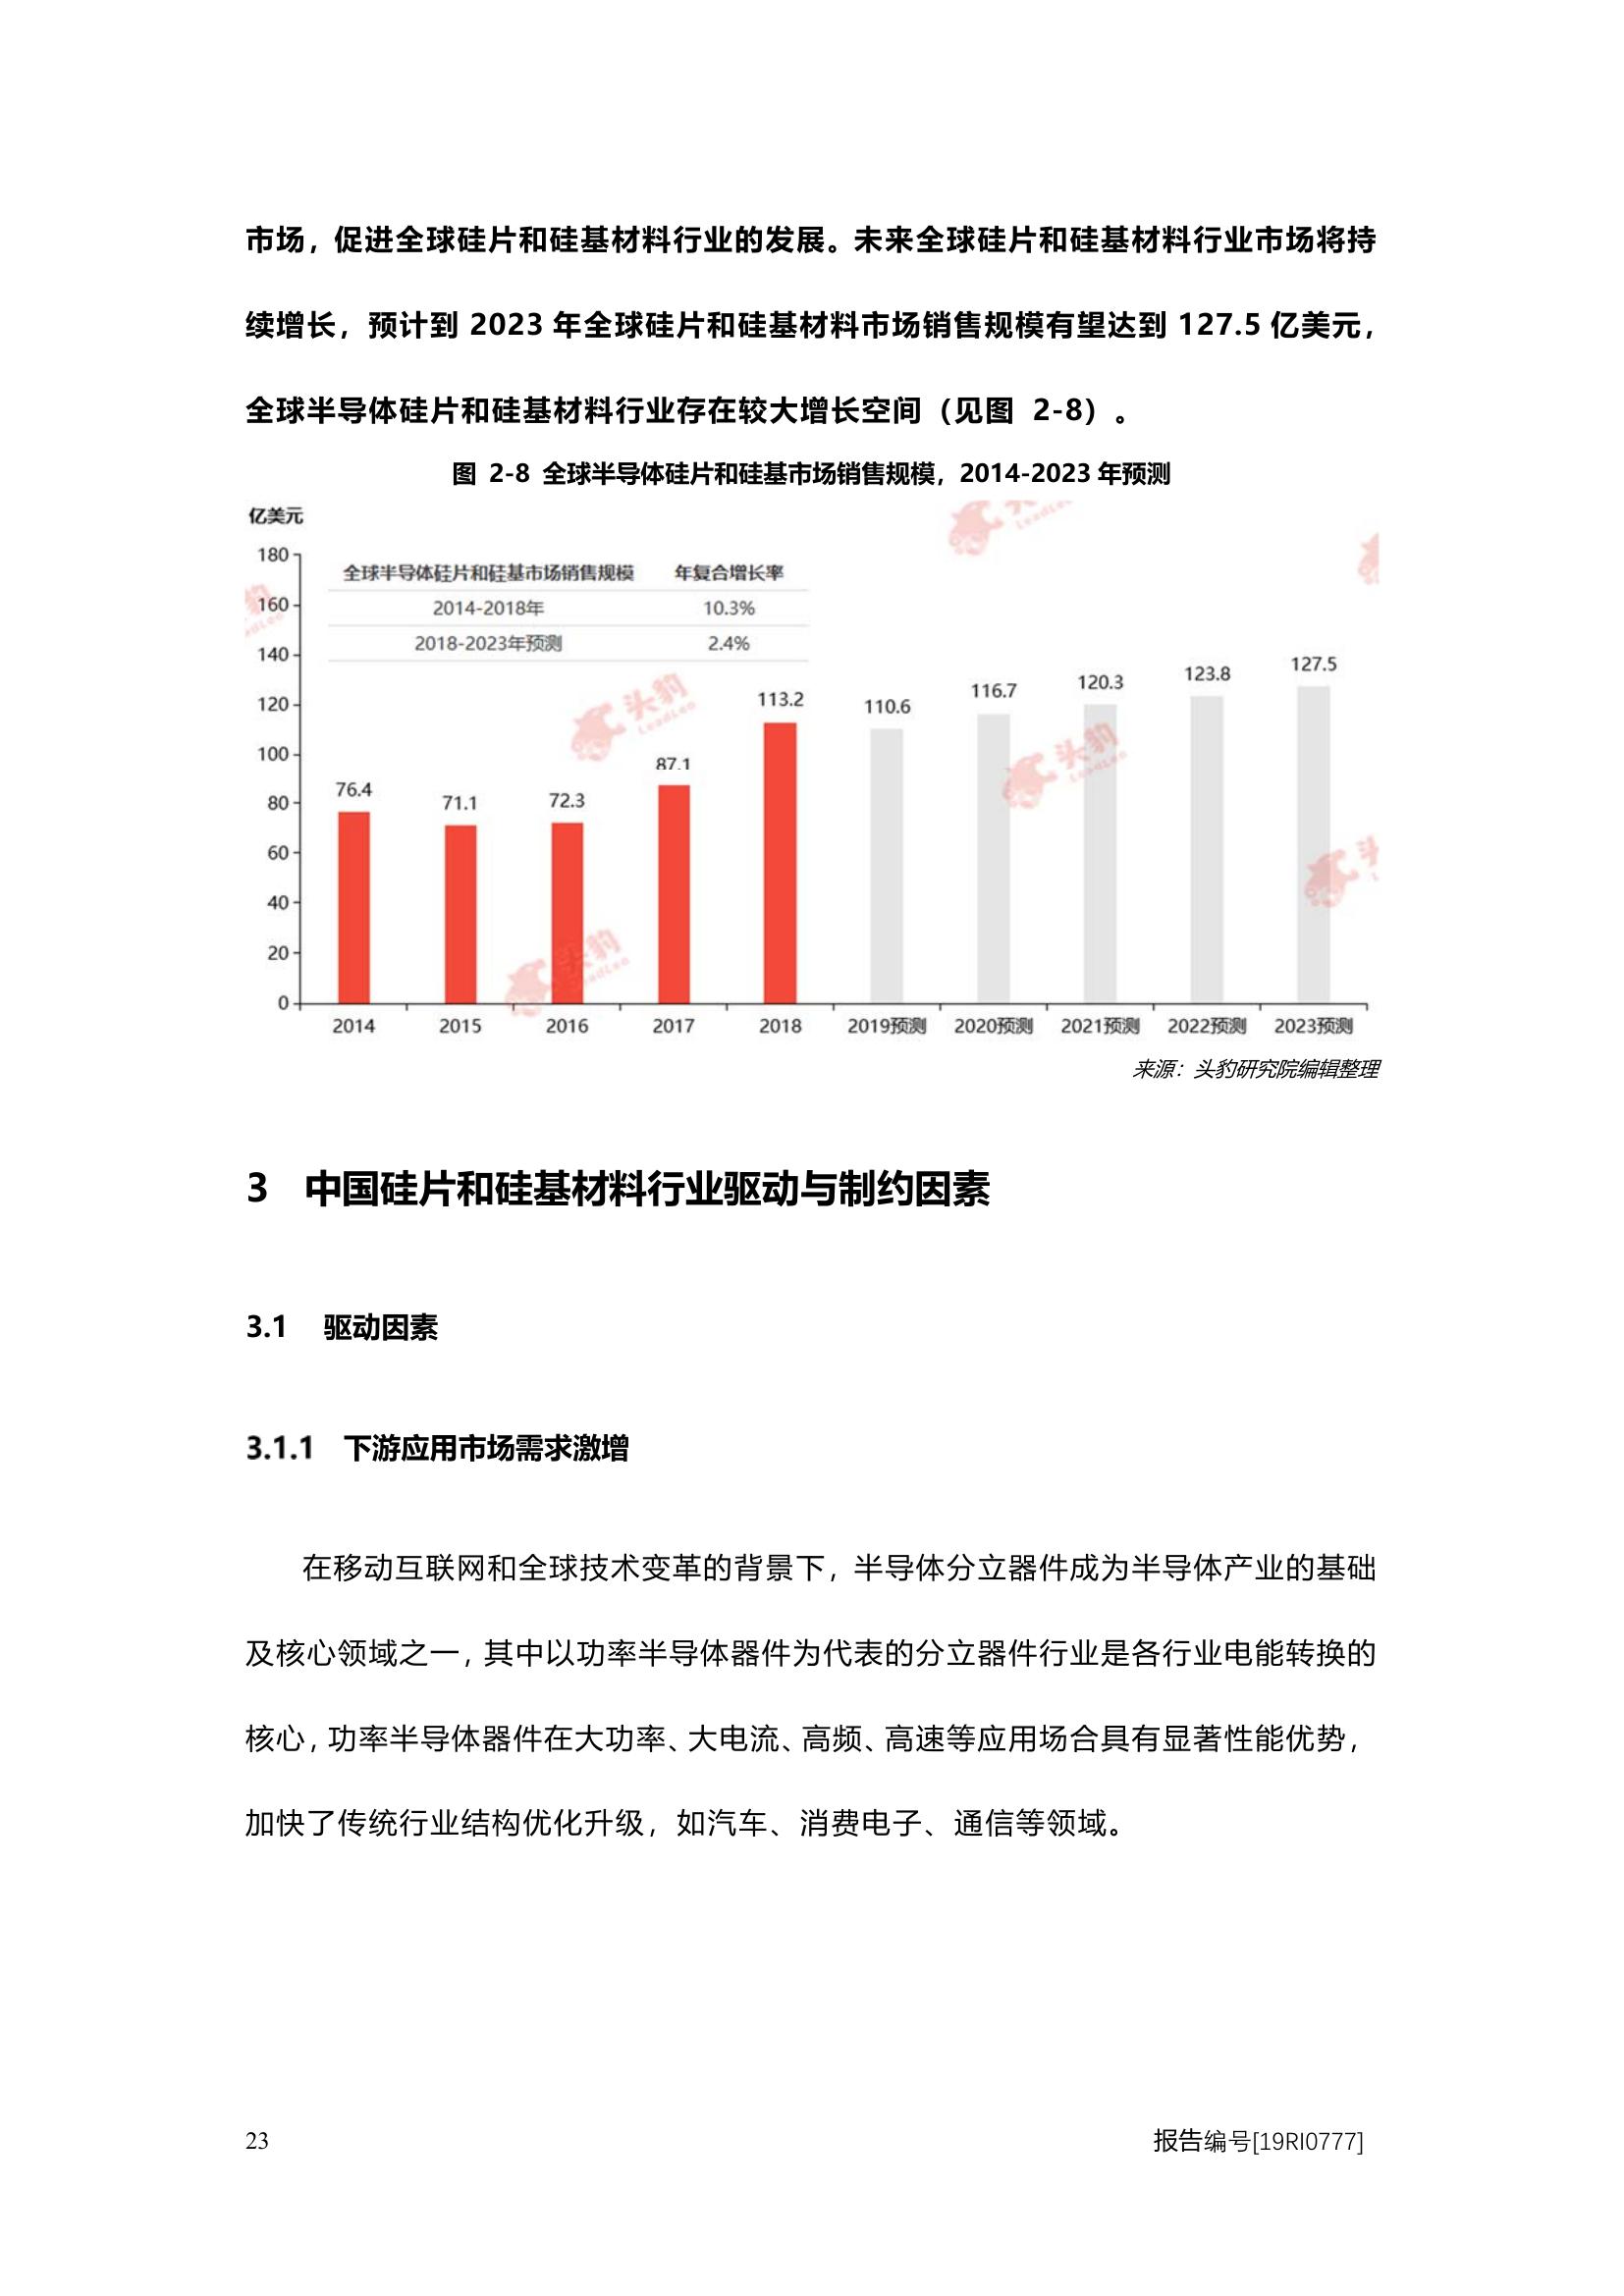 市场，促进全球硅片和硅基材料行业的发展。未来全球硅片和硅基材料行业市场将持
续增长，预计到 2023 年全球硅片和硅基材料市场销售规模有望达到 127.5 亿美元，
全球半导体硅片和硅基材料行业存在较大增长空间（见图 2-8）。
图 2-8 全球半导体硅片和硅基市场销售规模，2014-2023 年预测
亿美元
全球半导体硅片和硅基市场销售规模 年复合增长率
2014-2018年 10.3%
2018-2023年预测 2.4%
180
160
140
120
100
80
60
40
20
0
76.4 71.1 72.3 87.1 113.2 110.6 116.7 120.3 123.8 127.5
2014 2015 2016 2017 2018 2019预测 2020预测 2021预测 2022预测 2023预测
头豹
LeadLeo
头豹
LeadLeo
头豹
LeadLeo
来源：头豹研究院编辑整理
3 中国硅片和硅基材料行业驱动与制约因素
3.1 驱动因素
3.1.1 下游应用市场需求激增
在移动互联网和全球技术变革的背景下，半导体分立器件成为半导体产业的基础
及核心领域之一，其中以功率半导体器件为代表的分立器件行业是各行业电能转换的
核心，功率半导体器件在大功率、大电流、高频、高速等应用场合具有显著性能优势，
加快了传统行业结构优化升级，如汽车、消费电子、通信等领域。
23 报告编号[19RI0777]